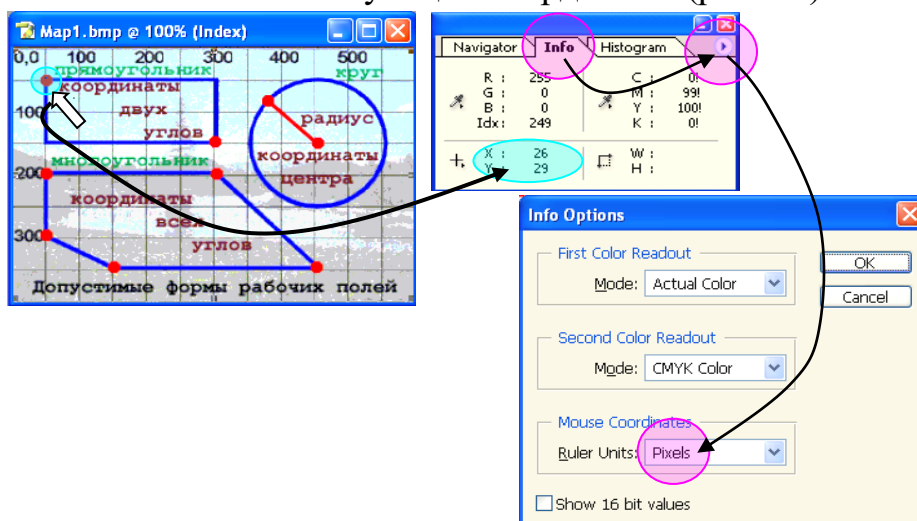 Map1.bmp @ 100% (Index)
0,0 100 200 300 400 500
прямоугольник
круг
координаты
двух
углов
100
радиус
координаты
центра
многоугольник
200
координаты
всех
углов
300
Допустимые формы рабочих полей
Navigator Info Histogram
R : 255 C : 0!
G : 0 M : 99!
B : 0 Y : 100!
Idx: 249 K : 0!
X : 26 W :
Y : 29 H :
Info Options
First Color Readout
Mode: Actual Color
OK
Cancel
Second Color Readout
Mode: CMYK Color
Mouse Coordinates
Ruler Units: Pixels
Show 16 bit values